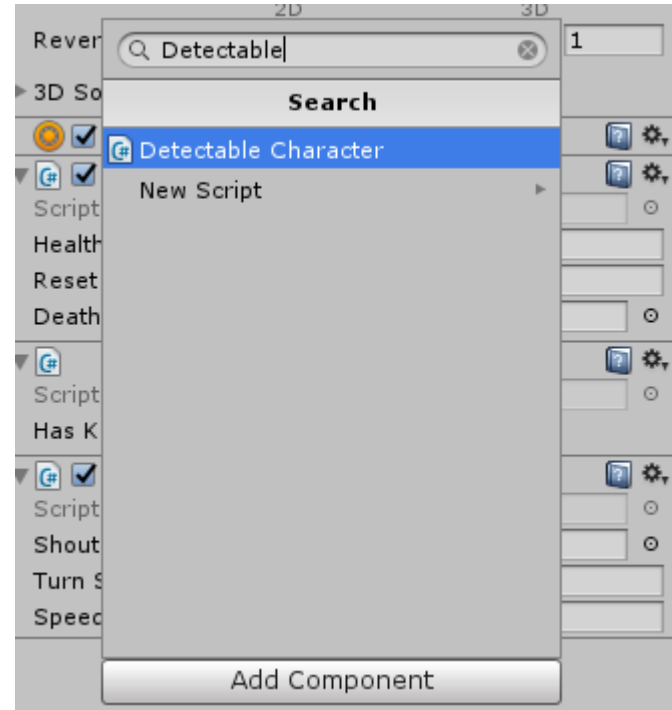 2D 3D
Rever
1
Detectable
3D So
Search
Detectable Character
New Script
Script
Health
Reset
Death
Script
Has K
Script
Shout
Turn S
Speed
Add Component